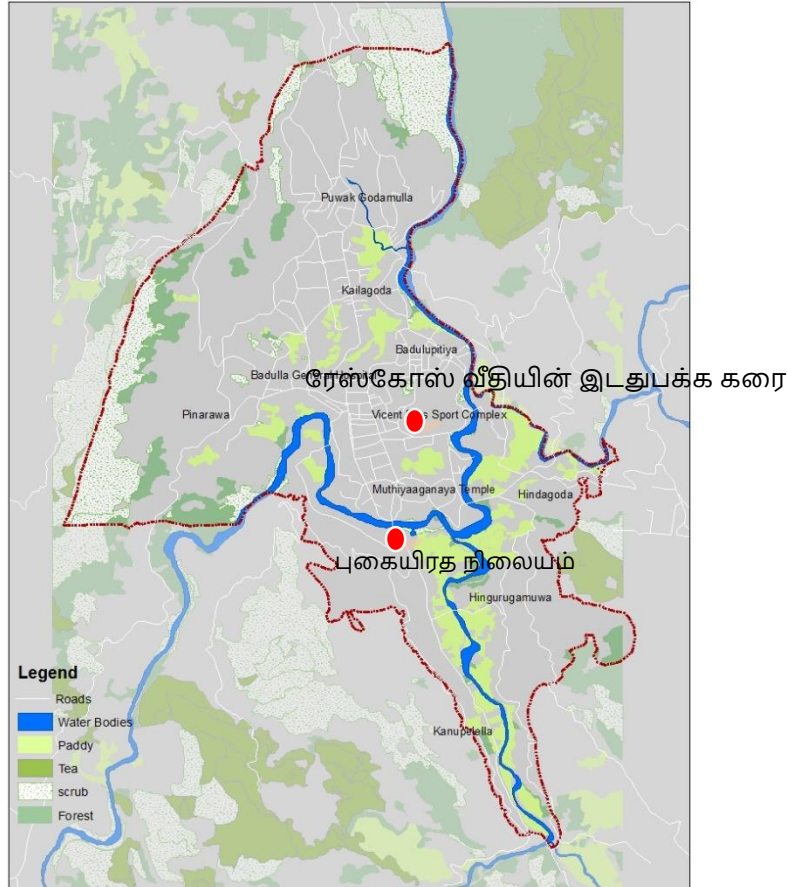 Puwak Godamulla
Kailagoda
Badulupitiya
Badulla General Hospital
ரேஸ்கோஸ் வீதியின் இடதுபக்க கரை
Pinarawa
Sport Complex
Muthiyaaganaya Temple
Hindagoda
புகையிரத நிலையம்
Hingurugamuwa
Kanupelella
Legend
Roads
Water Bodies
Paddy
Tea
scrub
Forest